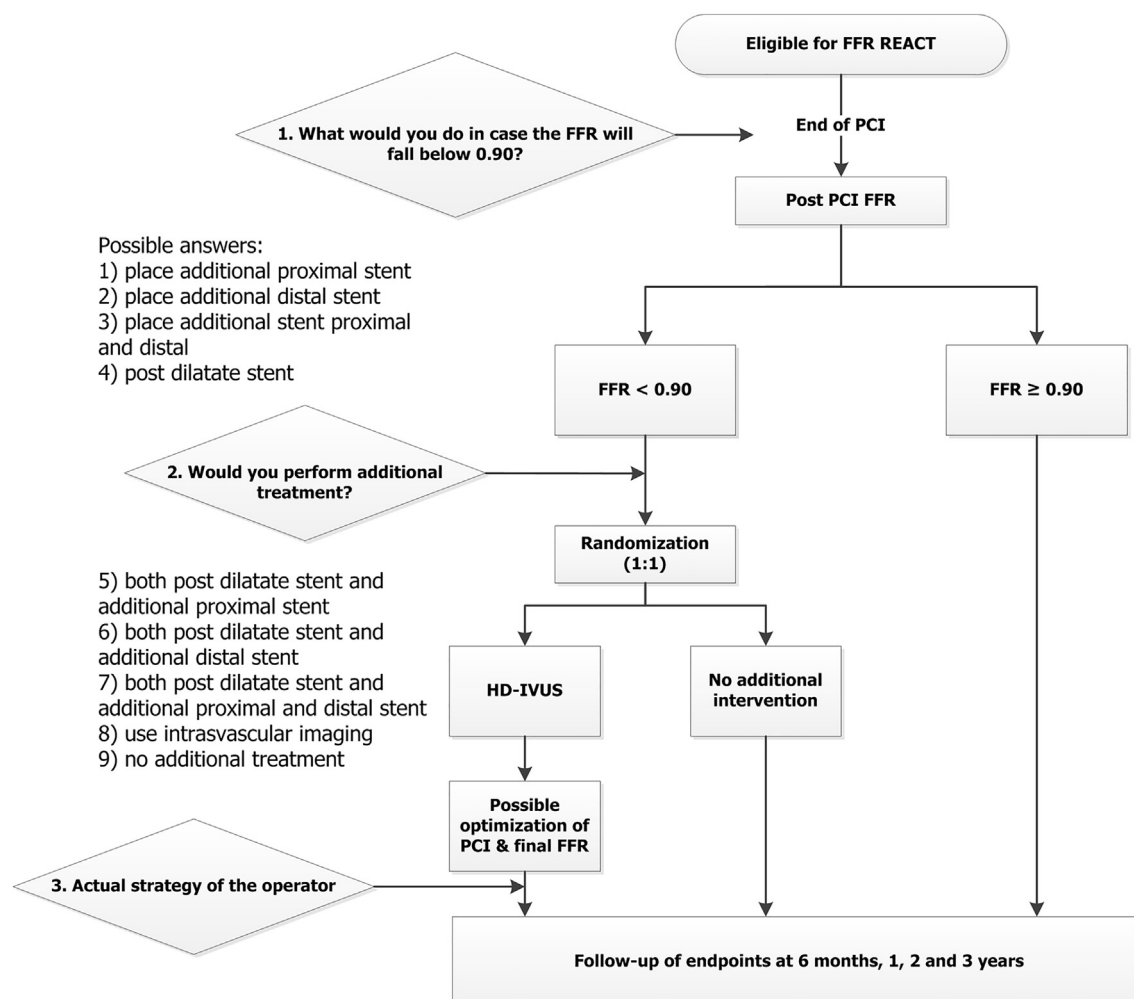 Eligible for FFR REACT
1. What would you do in case the FFR will
fall below 0.90?
End of PCI
Post PCI FFR
Possible answers:
1) place additional proximal stent
2) place additional distal stent
3) place additional stent proximal
and distal
4) post dilatate stent
FFR < 0.90
FFR ≥ 0.90
2. Would you perform additional
treatment?
Randomization
(1:1)
5) both post dilatate stent and
additional proximal stent
6) both post dilatate stent and
additional distal stent
7) both post dilatate stent and
additional proximal and distal stent
8) use intrasvascular imaging
9) no additional treatment
HD-IVUS
No additional
intervention
Possible
optimization of
PCI & final FFR
3. Actual strategy of the operator
Follow-up of endpoints at 6 months, 1, 2 and 3 years